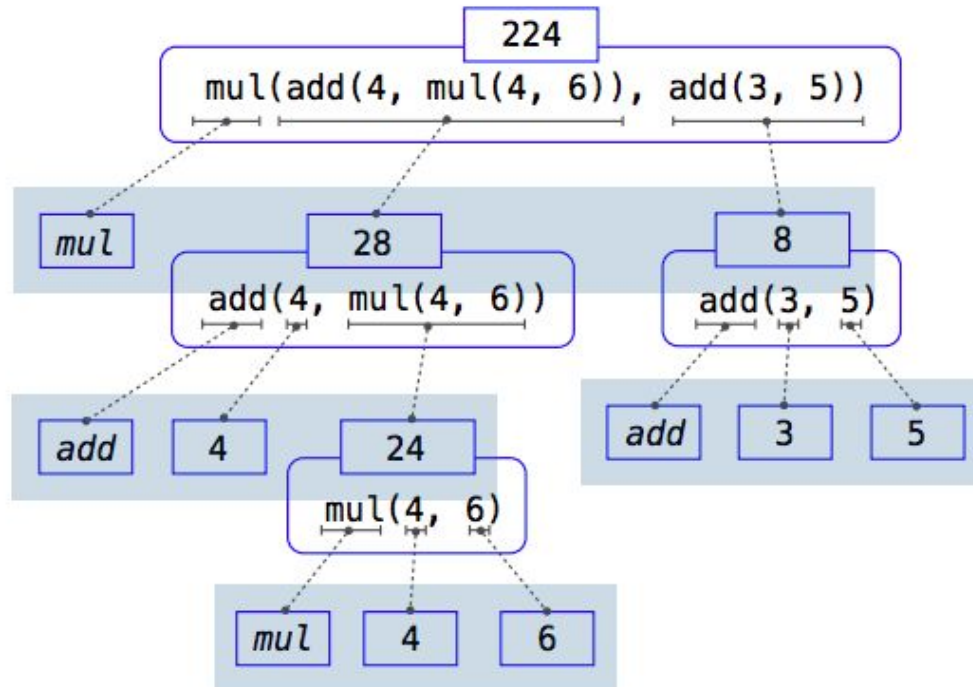 224
mul(add(4, mul(4, 6)), add(3, 5))
mul 28 8
add(4, mul(4, 6)) add(3, 5)
add 4 24 add 3 5
mul(4, 6)
mul 4 6